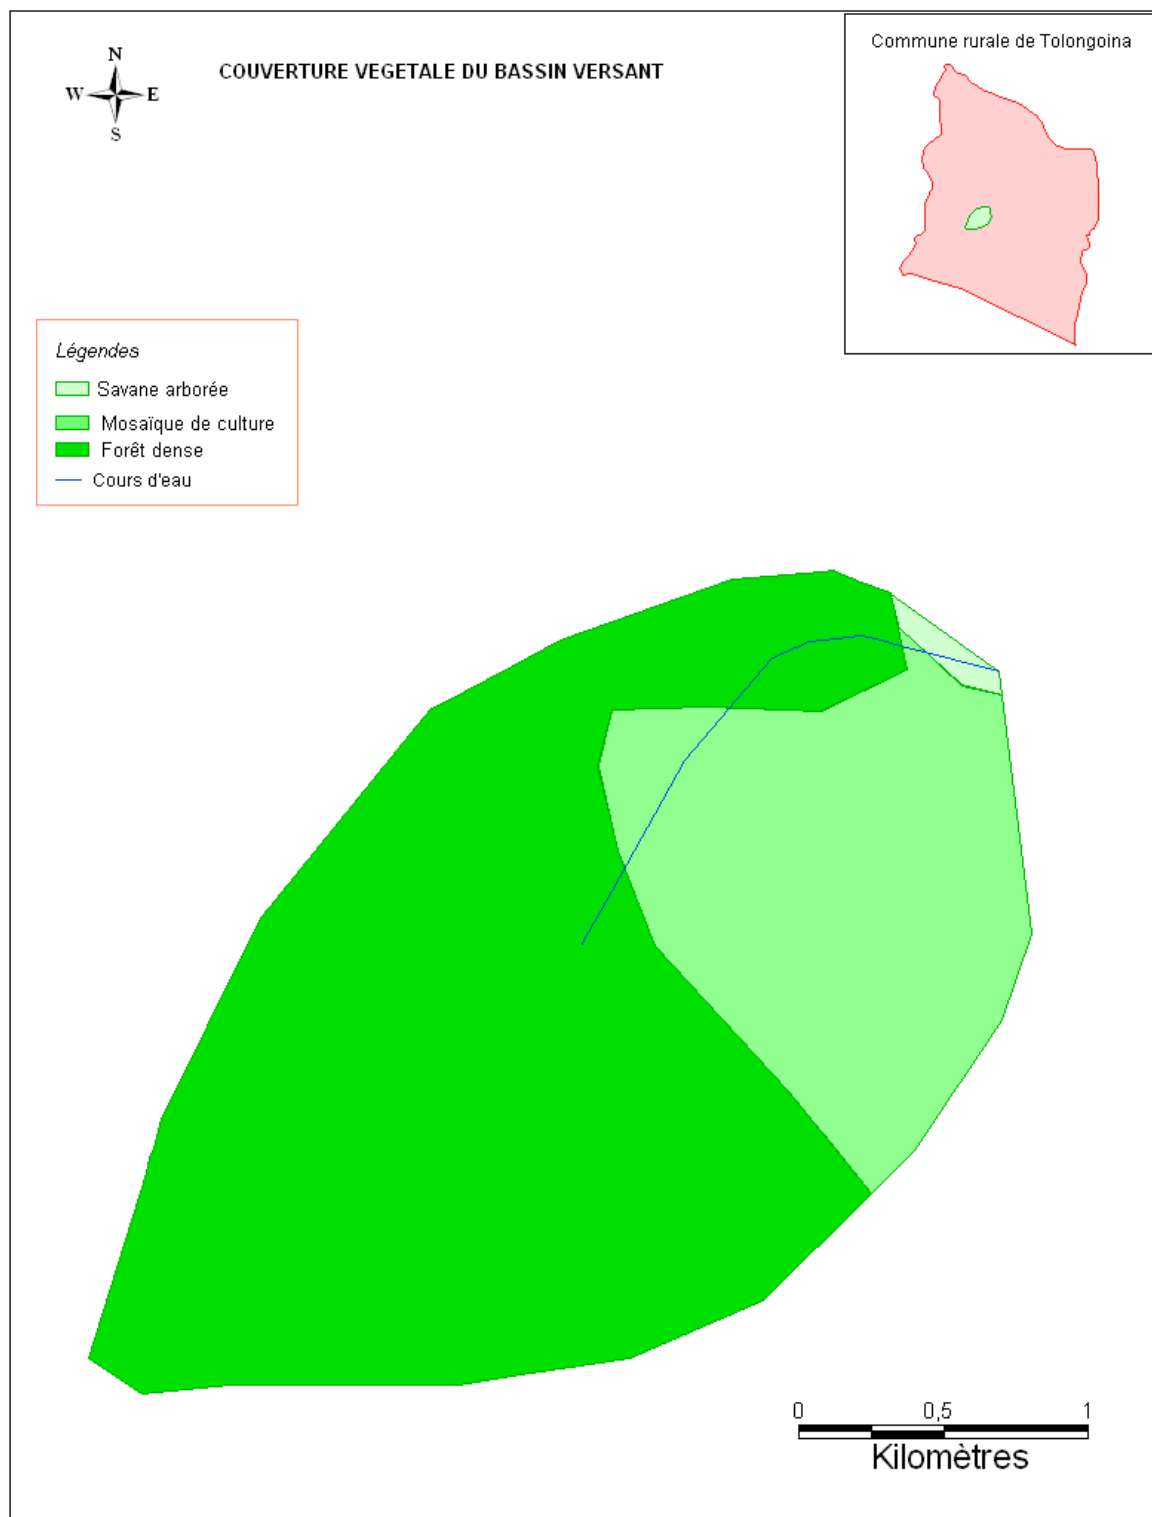 N
W E
S
COUVERTURE VEGETALE DU BASSIN VERSANT
Commune rurale de Tolongoina
Légendes
Savane arborée
Mosaïque de culture
Forêt dense
Cours d'eau
0 0,5 1
Kilomètres